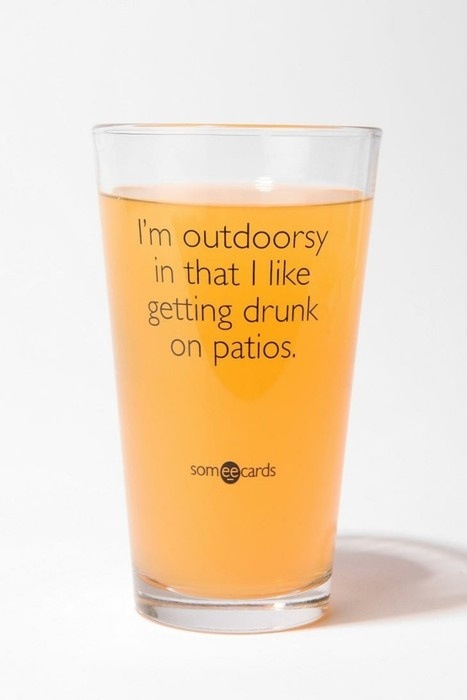 I'm outdoorsy
in that I like
getting drunk
on patios.
someecards